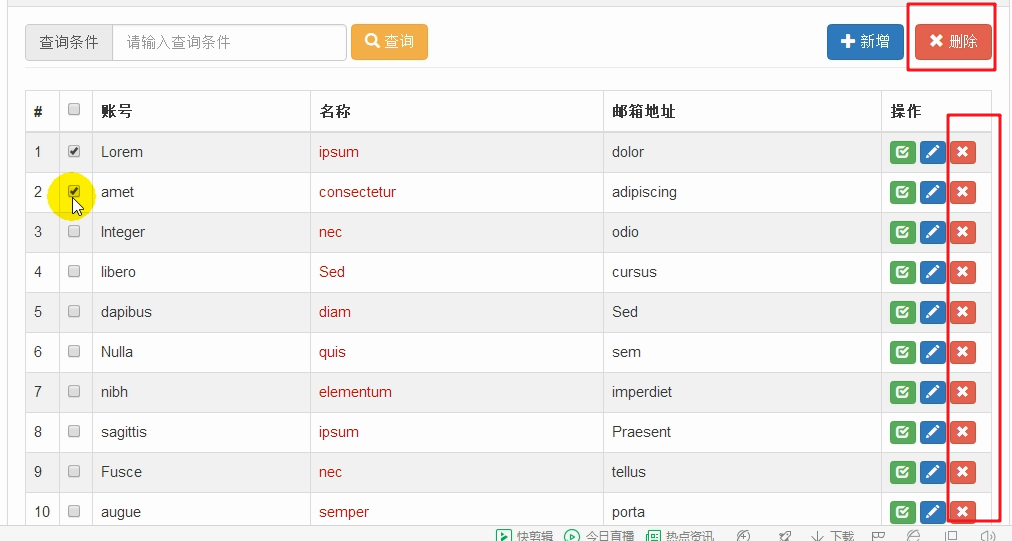 查询条件 请输入查询条件 查询 新增 删除
# 账号 名称 邮箱地址 操作
1 Lorem ipsum dolor
2 amet consectetur adipiscing
3 Integer nec odio
4 libero Sed cursus
5 dapibus diam Sed
6 Nulla quis sem
7 nibh elementum imperdiet
8 sagittis ipsum Praesent
9 Fusce nec tellus
10 augue semper porta
快剪辑 今日直播 热点资讯 下载